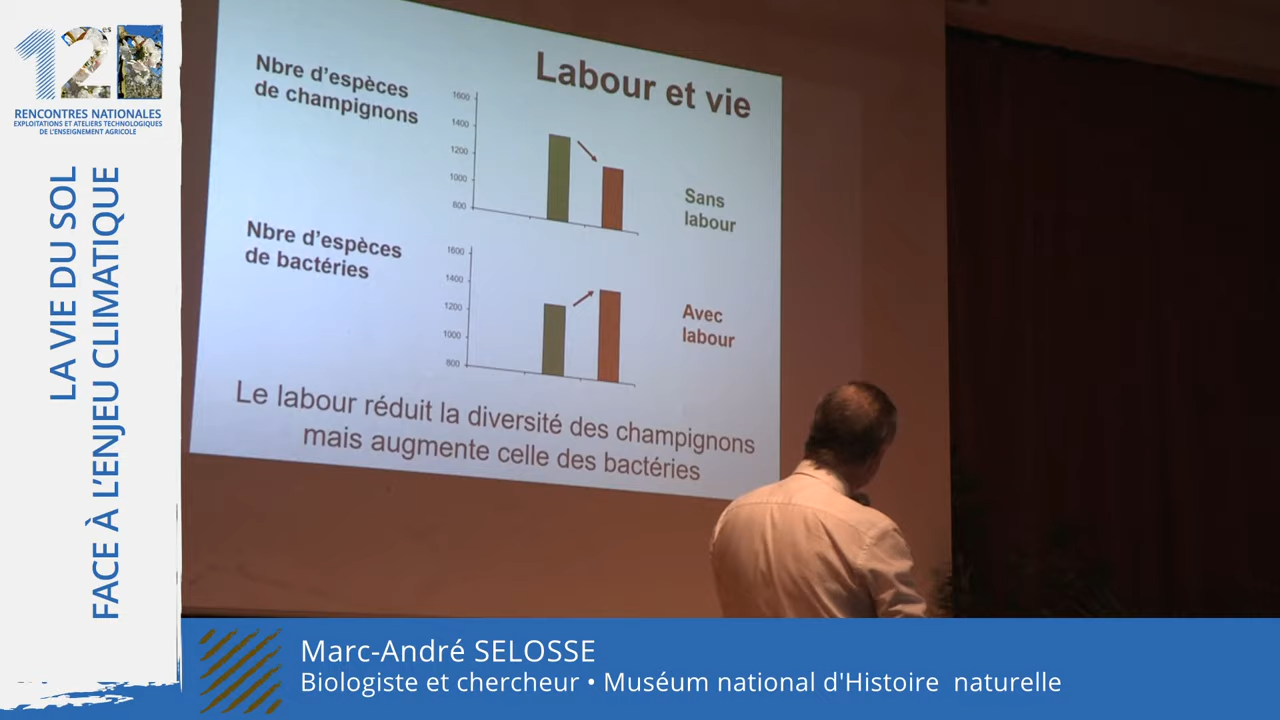 12es
RENCONTRES NATIONALES
EXPLOITATIONS ET ATELIERS TECHNOLOGIQUES
DE L'ENSEIGNEMENT AGRICOLE
LA VIE DU SOL
FACE À L'ENJEU CLIMATIQUE
Labour et vie
Nbre d'espèces
de champignons
1600
1400
1200
1000
800
Sans
labour
Nbre d'espèces
de bactéries
1600
1400
1200
1000
800
Avec
labour
Le labour réduit la diversité des champignons
mais augmente celle des bactéries
Marc-André SELOSSE
Biologiste et chercheur • Muséum national d'Histoire naturelle